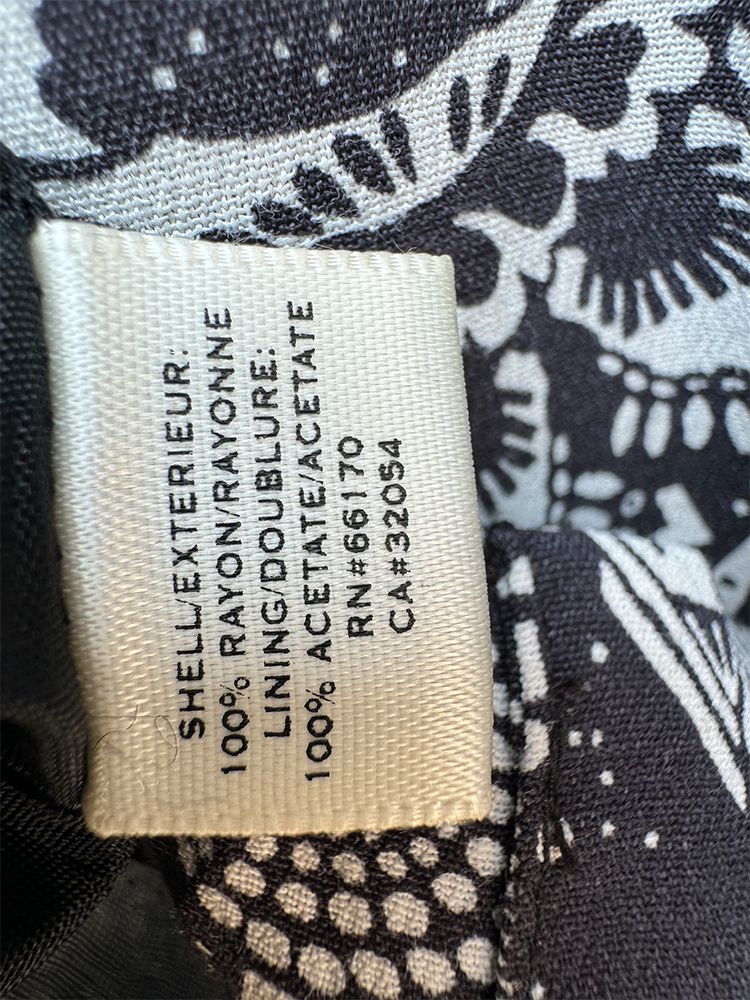 SHELL/EXTERIEUR:
100% RAYON/RAYONNE
LINING/DOUBLURE:
100% ACETATE/ACETATE
RN#66170
CA#32054